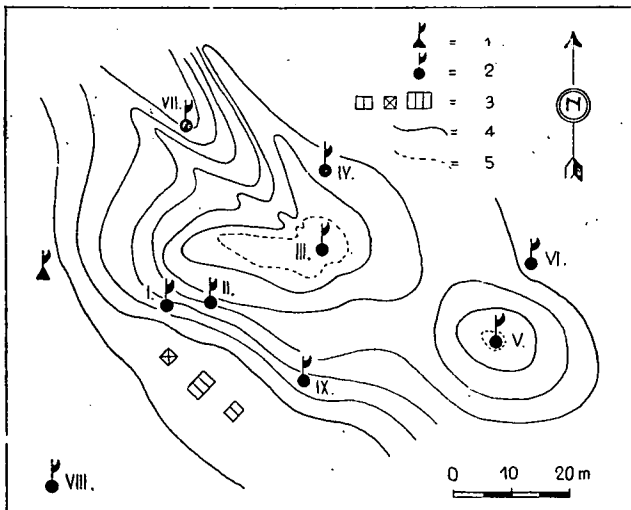 = 1
= 2
= 3
= 4
= 5
N
VII.
IV.
III.
VI.
I.
II.
V.
IX.
VIII.
0 10 20 m